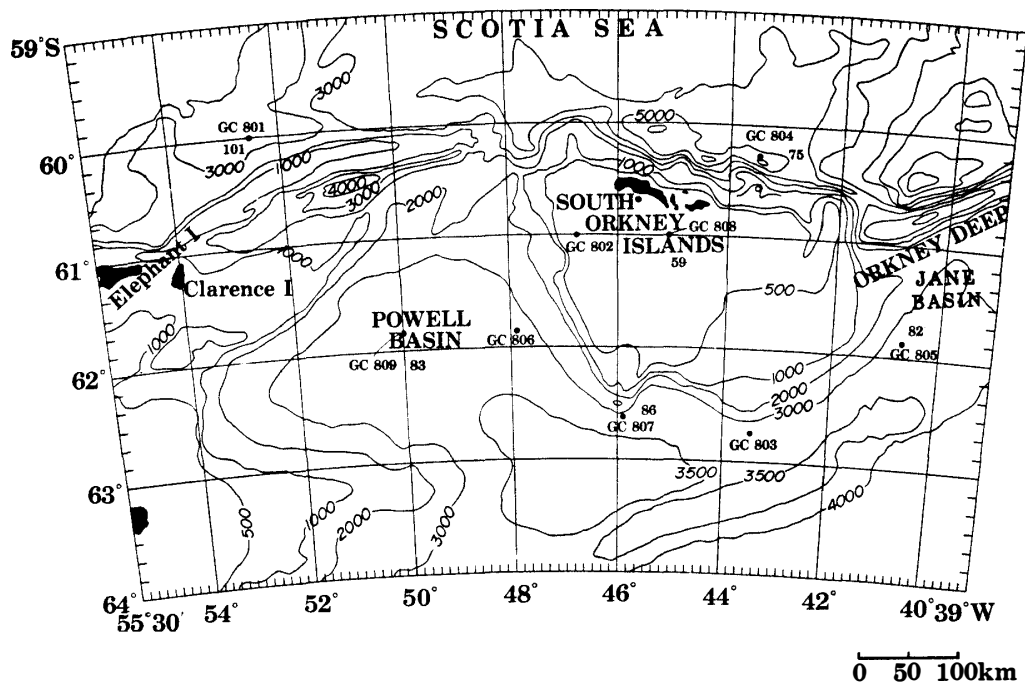 SCOTIA SEA
59°S
3000
5000
GC 801
GC 804
101
75
60°
3000
1000
1000
4000
3000
2000
SOUTH
ORKNEY
GC 808
GC 802
ISLANDS
59
1000
ORKNEY DEEP
61°
Elephant I
Clarence I
JANE
BASIN
500
POWELL
BASIN
1000
GC 806
82
GC 805
GC 809 83
62°
1000
2000
3000
86
GC 807
GC 803
3500
3500
4000
63°
500
1000
2000
3000
64°
55°30′
54°
52°
50°
48°
46°
44°
42°
40°
39°W
0 50 100km